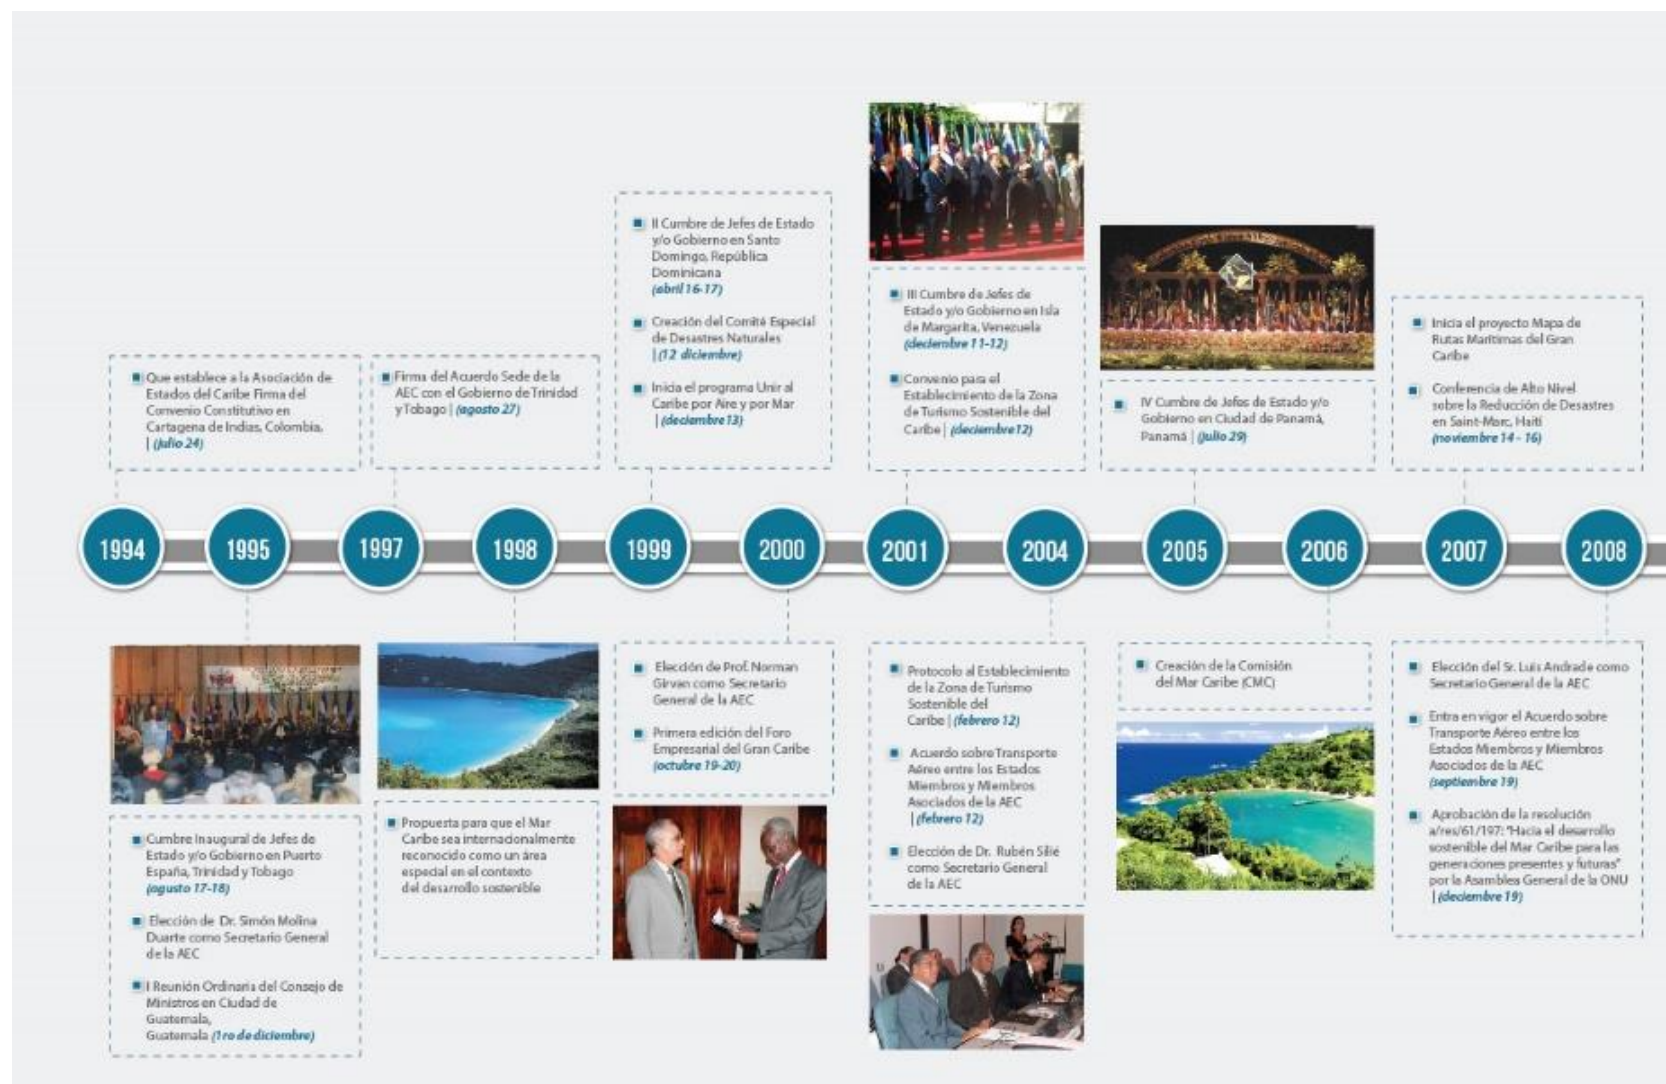 II Cumbre de Jefes de Estado
y/o Gobierno en Santo
Domingo, República
Dominicana
(abril 16-17)
Creación del Comité Especial
de Desastres Naturales
| (12 diciembre)
Inicia el programa Unir al
Caribe por Aire y por Mar
| (deciembre 13)
III Cumbre de Jefes de
Estado y/o Gobierno en Isla
de Margarita, Venezuela
(deciembre 11-12)
Convenio para el
Establecimiento de la Zona
de Turismo Sostenible del
Caribe | (deciembre 12)
Inicia el proyecto Mapa de
Rutas Marítimas del Gran
Caribe
Conferencia de Alto Nivel
sobre la Reducción de Desastres
en Saint-Marc, Haití
(noviembre 14 - 16)
Que establece a la Asociación de
Estados del Caribe Firma del
Convenio Constitutivo en
Cartagena de Indias, Colombia,
| (julio 24)
Firma del Acuerdo Sede de la
AEC con el Gobierno de Trinidad
y Tobago | (agosto 27)
IV Cumbre de Jefes de Estado y/o
Gobierno en Ciudad de Panamá,
Panamá | (julio 29)
1994 1995 1997 1998 1999 2000 2001 2004 2005 2006 2007 2008
Cumbre Inaugural de Jefes de
Estado y/o Gobierno en Puerto
España, Trinidad y Tobago
(agusto 17-18)
Elección de Dr. Simón Molina
Duarte como Secretario General
de la AEC
I Reunión Ordinaria del Consejo de
Ministros en Ciudad de
Guatemala,
Guatemala (1ro de diciembre)
Propuesta para que el Mar
Caribe sea internacionalmente
reconocido como un área
especial en el contexto
del desarrollo sostenible
Elección de Prof. Norman
Girvan como Secretario
General de la AEC
Primera edición del Foro
Empresarial del Gran Caribe
(octubre 19-20)
Protocolo al Establecimiento
de la Zona de Turismo
Sostenible del
Caribe | (febrero 12)
Acuerdo sobre Transporte
Aéreo entre los Estados
Miembros y Miembros
Asociados de la AEC
| (febrero 12)
Elección de Dr. Rubén Silié
como Secretario General
de la AEC
Creación de la Comisión
del Mar Caribe (CMC)
Elección del Sr. Luis Andrade como
Secretario General de la AEC
Entra en vigor el Acuerdo sobre
Transporte Aéreo entre los
Estados Miembros y Miembros
Asociados de la AEC
(septiembre 19)
Aprobación de la resolución
a/res/61/197: "Hacia el desarrollo
sostenible del Mar Caribe para las
generaciones presentes y futuras"
por la Asamblea General de la ONU
| (deciembre 19)